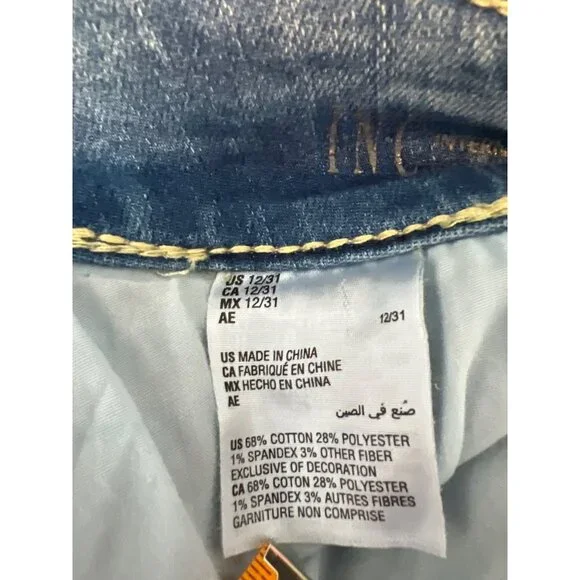 INC
US 12/31
CA 12/31
MX 12/31
AE 12/31
US MADE IN CHINA
CA FABRIQUÉ EN CHINE
MX HECHO EN CHINA
AE
صُنع في الصين
US 68% COTTON 28% POLYESTER
1% SPANDEX 3% OTHER FIBER
EXCLUSIVE OF DECORATION
CA 68% COTON 28% POLYESTER
1% SPANDEX 3% AUTRES FIBRES
GARNITURE NON COMPRISE